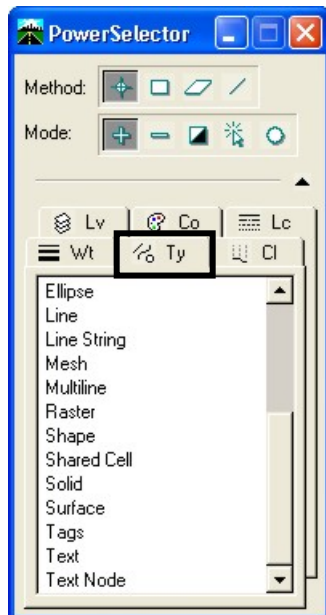 PowerSelector
Method:
Mode:
Lv Co Lc
Wt Ty Cl
Ellipse
Line
Line String
Mesh
Multiline
Raster
Shape
Shared Cell
Solid
Surface
Tags
Text
Text Node